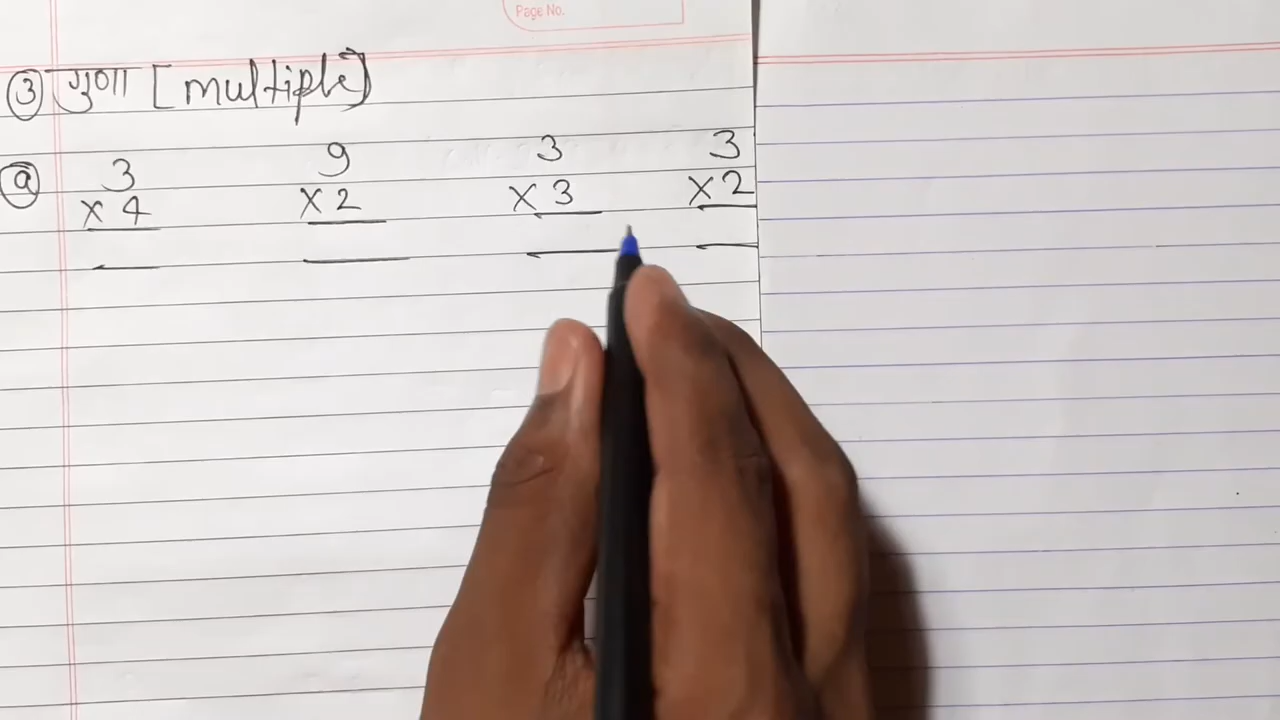 Page No.
③ गुणा [multiple]
ⓐ 3 9 3 3
× 4 × 2 × 3 × 2